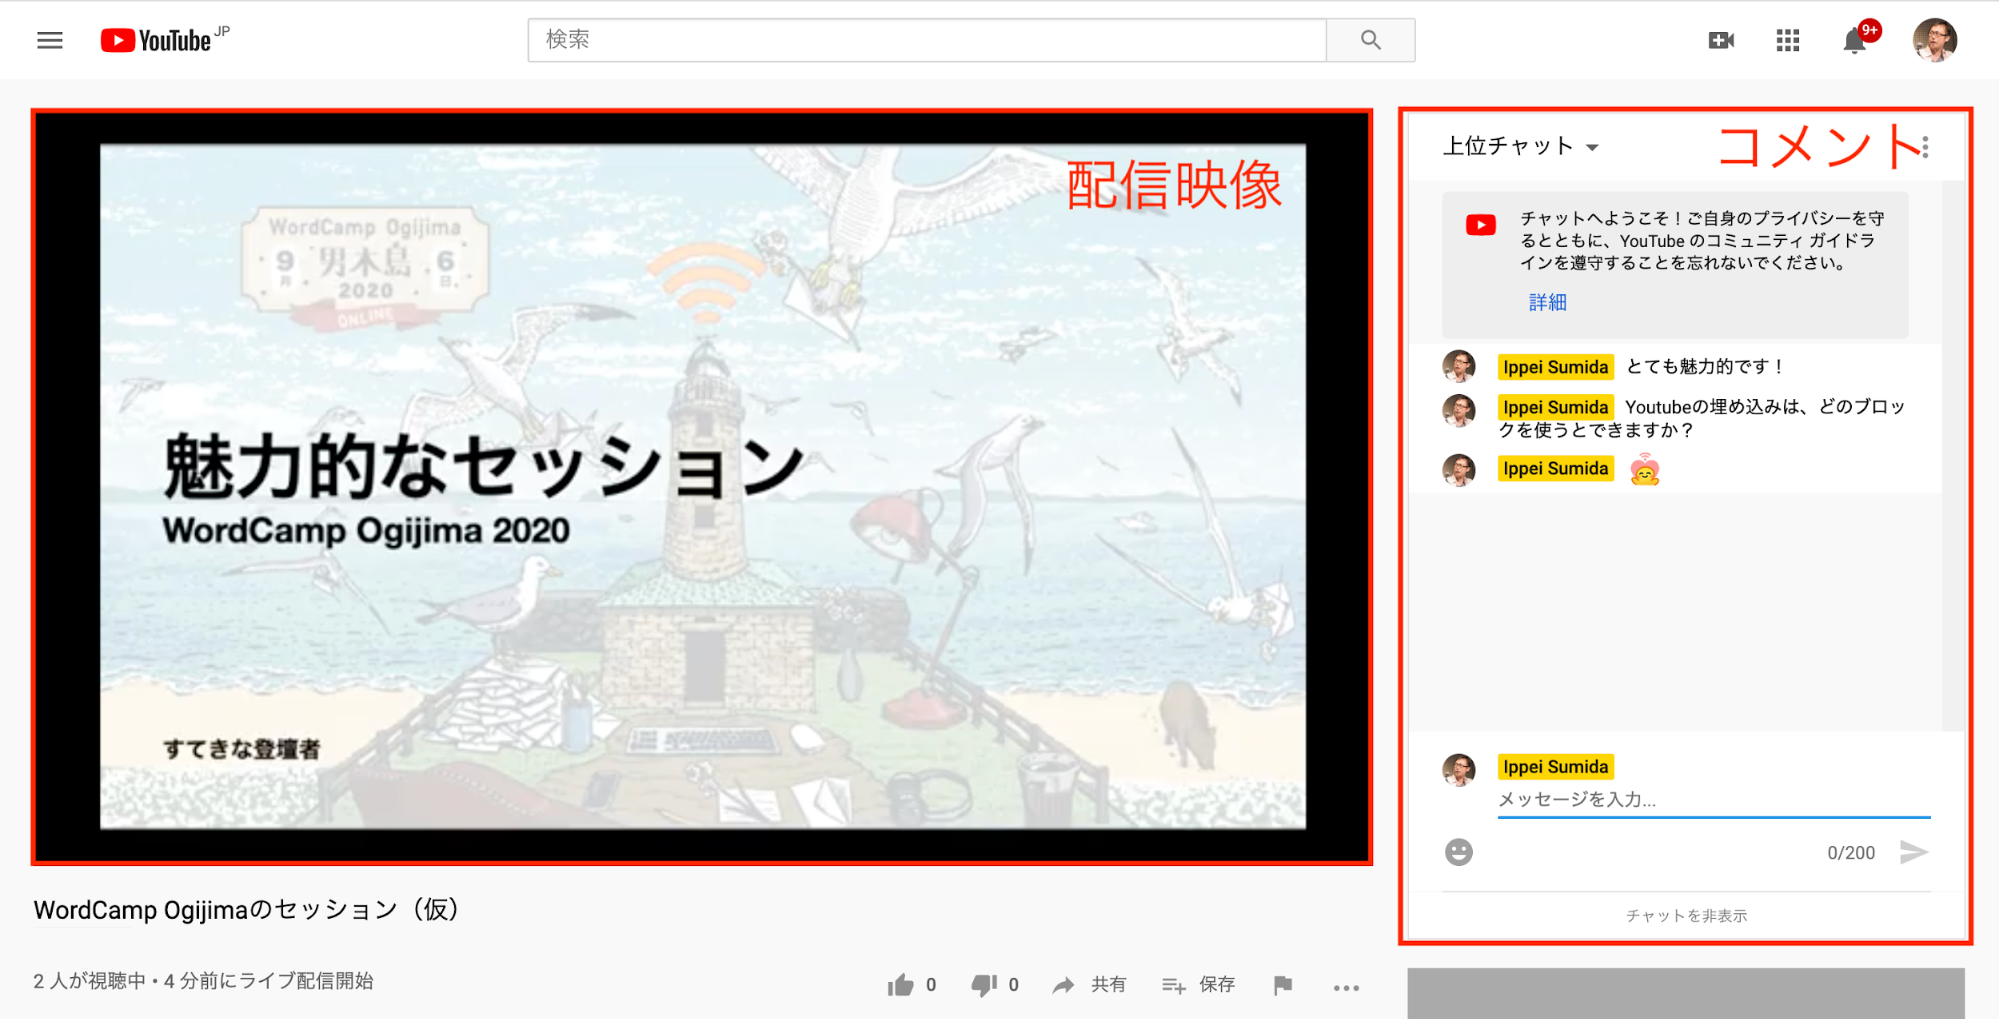 YouTube JP
検索
9+
配信映像
WordCamp Ogijima
9月 男木島 6日
2020
ONLINE
魅力的なセッション
WordCamp Ogijima 2020
すてきな登壇者
WordCamp Ogijimaのセッション（仮）
2 人が視聴中 • 4 分前にライブ配信開始
0
0
共有
保存
上位チャット
コメント
チャットへようこそ！ご自身のプライバシーを守
るとともに、YouTube のコミュニティ ガイドラ
インを遵守することを忘れないでください。
詳細
Ippei Sumida とても魅力的です！
Ippei Sumida Youtubeの埋め込みは、どのブロッ
クを使うとできますか？
Ippei Sumida
Ippei Sumida
メッセージを入力...
0/200
チャットを非表示